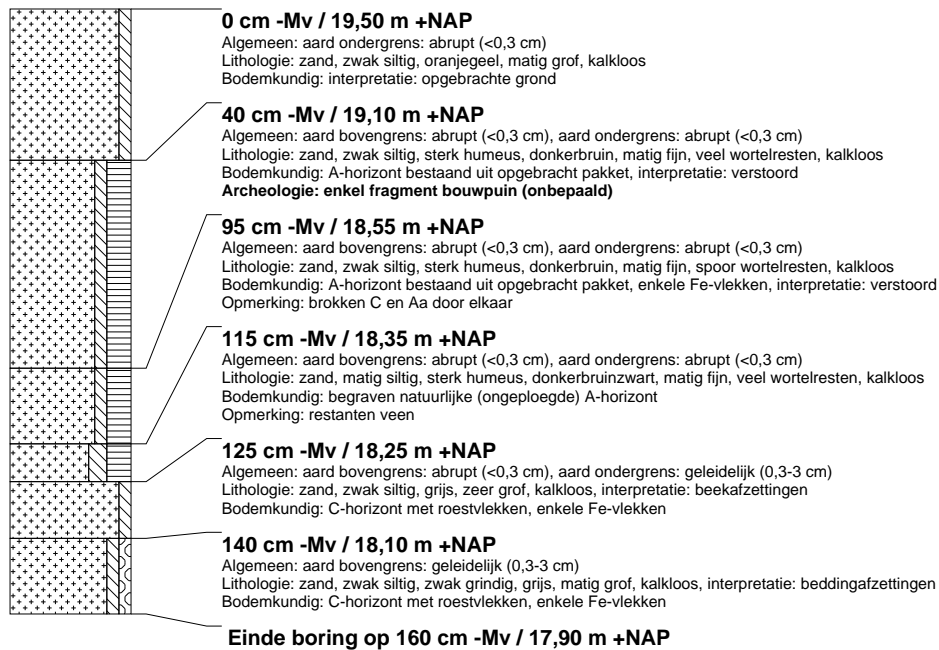 0 cm -Mv / 19,50 m +NAP
Algemeen: aard ondergrens: abrupt (<0,3 cm)
Lithologie: zand, zwak siltig, oranjegeel, matig grof, kalkloos
Bodemkundig: interpretatie: opgebrachte grond
40 cm -Mv / 19,10 m +NAP
Algemeen: aard bovengrens: abrupt (<0,3 cm), aard ondergrens: abrupt (<0,3 cm)
Lithologie: zand, zwak siltig, sterk humeus, donkerbruin, matig fijn, veel wortelresten, kalkloos
Bodemkundig: A-horizont bestaand uit opgebracht pakket, interpretatie: verstoord
Archeologie: enkel fragment bouwpuin (onbepaald)
95 cm -Mv / 18,55 m +NAP
Algemeen: aard bovengrens: abrupt (<0,3 cm), aard ondergrens: abrupt (<0,3 cm)
Lithologie: zand, zwak siltig, sterk humeus, donkerbruin, matig fijn, spoor wortelresten, kalkloos
Bodemkundig: A-horizont bestaand uit opgebracht pakket, enkele Fe-vlekken, interpretatie: verstoord
Opmerking: brokken C en Aa door elkaar
115 cm -Mv / 18,35 m +NAP
Algemeen: aard bovengrens: abrupt (<0,3 cm), aard ondergrens: abrupt (<0,3 cm)
Lithologie: zand, matig siltig, sterk humeus, donkerbruinzwart, matig fijn, veel wortelresten, kalkloos
Bodemkundig: begraven natuurlijke (ongeploegde) A-horizont
Opmerking: restanten veen
125 cm -Mv / 18,25 m +NAP
Algemeen: aard bovengrens: abrupt (<0,3 cm), aard ondergrens: geleidelijk (0,3-3 cm)
Lithologie: zand, zwak siltig, grijs, zeer grof, kalkloos, interpretatie: beekafzettingen
Bodemkundig: C-horizont met roestvlekken, enkele Fe-vlekken
140 cm -Mv / 18,10 m +NAP
Algemeen: aard bovengrens: geleidelijk (0,3-3 cm)
Lithologie: zand, zwak siltig, zwak grindig, grijs, matig grof, kalkloos, interpretatie: beddingafzettingen
Bodemkundig: C-horizont met roestvlekken, enkele Fe-vlekken
Einde boring op 160 cm -Mv / 17,90 m +NAP